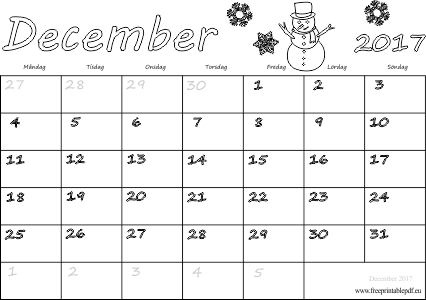 December 2017
Måndag Tisdag Onsdag Torsdag Fredag Lördag Söndag
27 28 29 30 1 2 3
4 5 6 7 8 9 10
11 12 13 14 15 16 17
18 19 20 21 22 23 24
25 26 27 28 29 30 31
1 2 3 4 5
December 2017
www.freeprintablepdf.eu